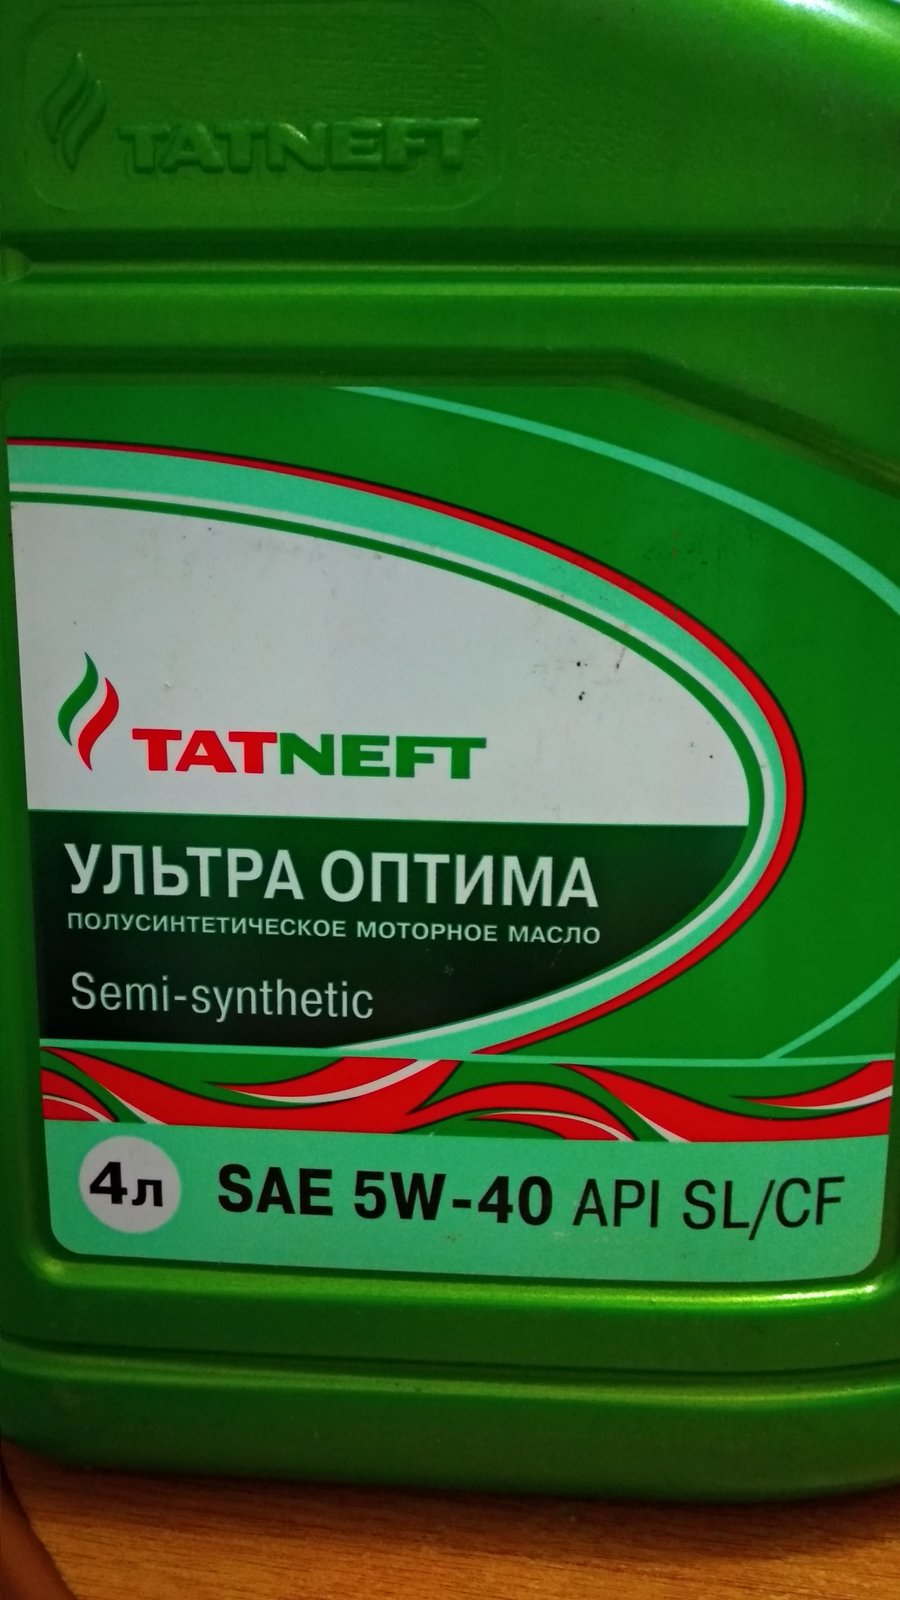 TATNEFT
TATNEFT
УЛЬТРА ОПТИМА
ПОЛУСИНТЕТИЧЕСКОЕ МОТОРНОЕ МАСЛО
Semi-synthetic
4л SAE 5W-40 API SL/CF